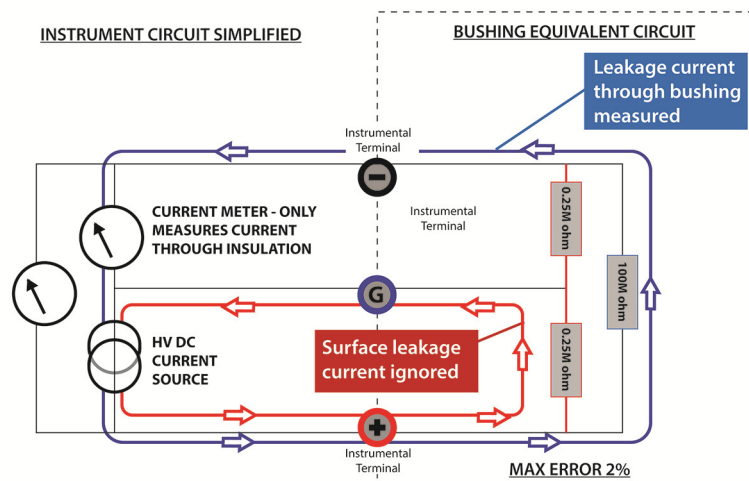 INSTRUMENT CIRCUIT SIMPLIFIED
BUSHING EQUIVALENT CIRCUIT
Leakage current
through bushing
measured
Instrumental
Terminal
−
CURRENT METER - ONLY
MEASURES CURRENT
THROUGH INSULATION
Instrumental
Terminal
0.25M ohm
100M ohm
G
HV DC
CURRENT
SOURCE
Surface leakage
current ignored
0.25M ohm
+
Instrumental
Terminal
MAX ERROR 2%